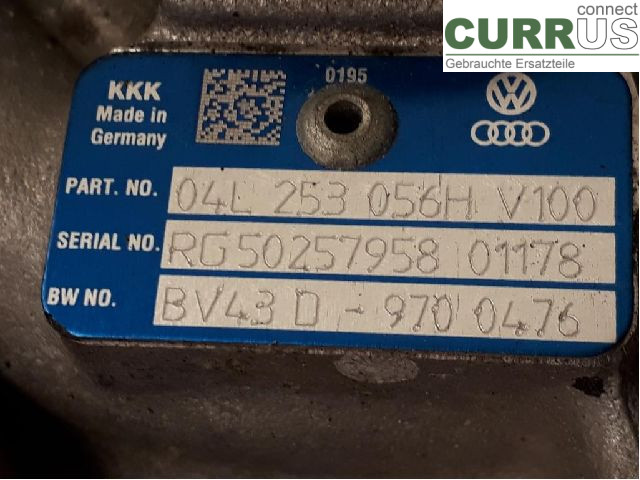 connect
CURRUS
Gebrauchte Ersatzteile
KKK
Made in
Germany
0195
PART. NO. 04L 253 056H V100
SERIAL NO. RG50257958 01178
BW NO. BV43D-970 0476